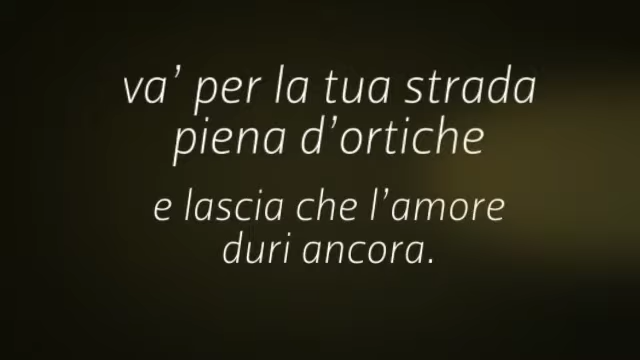 va’ per la tua strada
piena d’ortiche
e lascia che l’amore
duri ancora.